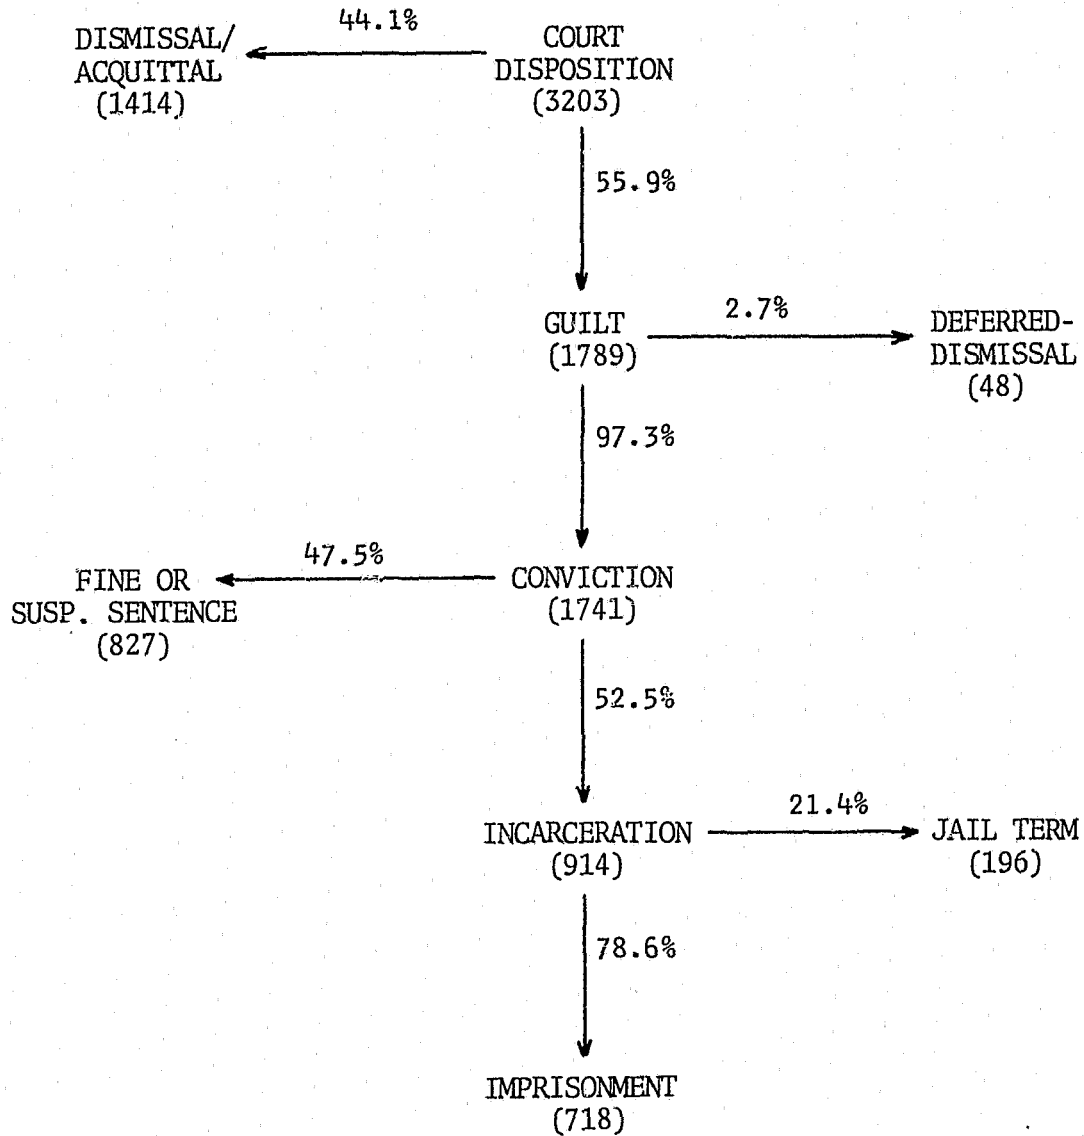 44.1%
DISMISSAL/
ACQUITTAL
(1414)
COURT
DISPOSITION
(3203)
55.9%
GUILT
(1789)
2.7%
DEFERRED-
DISMISSAL
(48)
97.3%
47.5%
FINE OR
SUSP. SENTENCE
(827)
CONVICTION
(1741)
52.5%
INCARCERATION
(914)
21.4%
JAIL TERM
(196)
78.6%
IMPRISONMENT
(718)